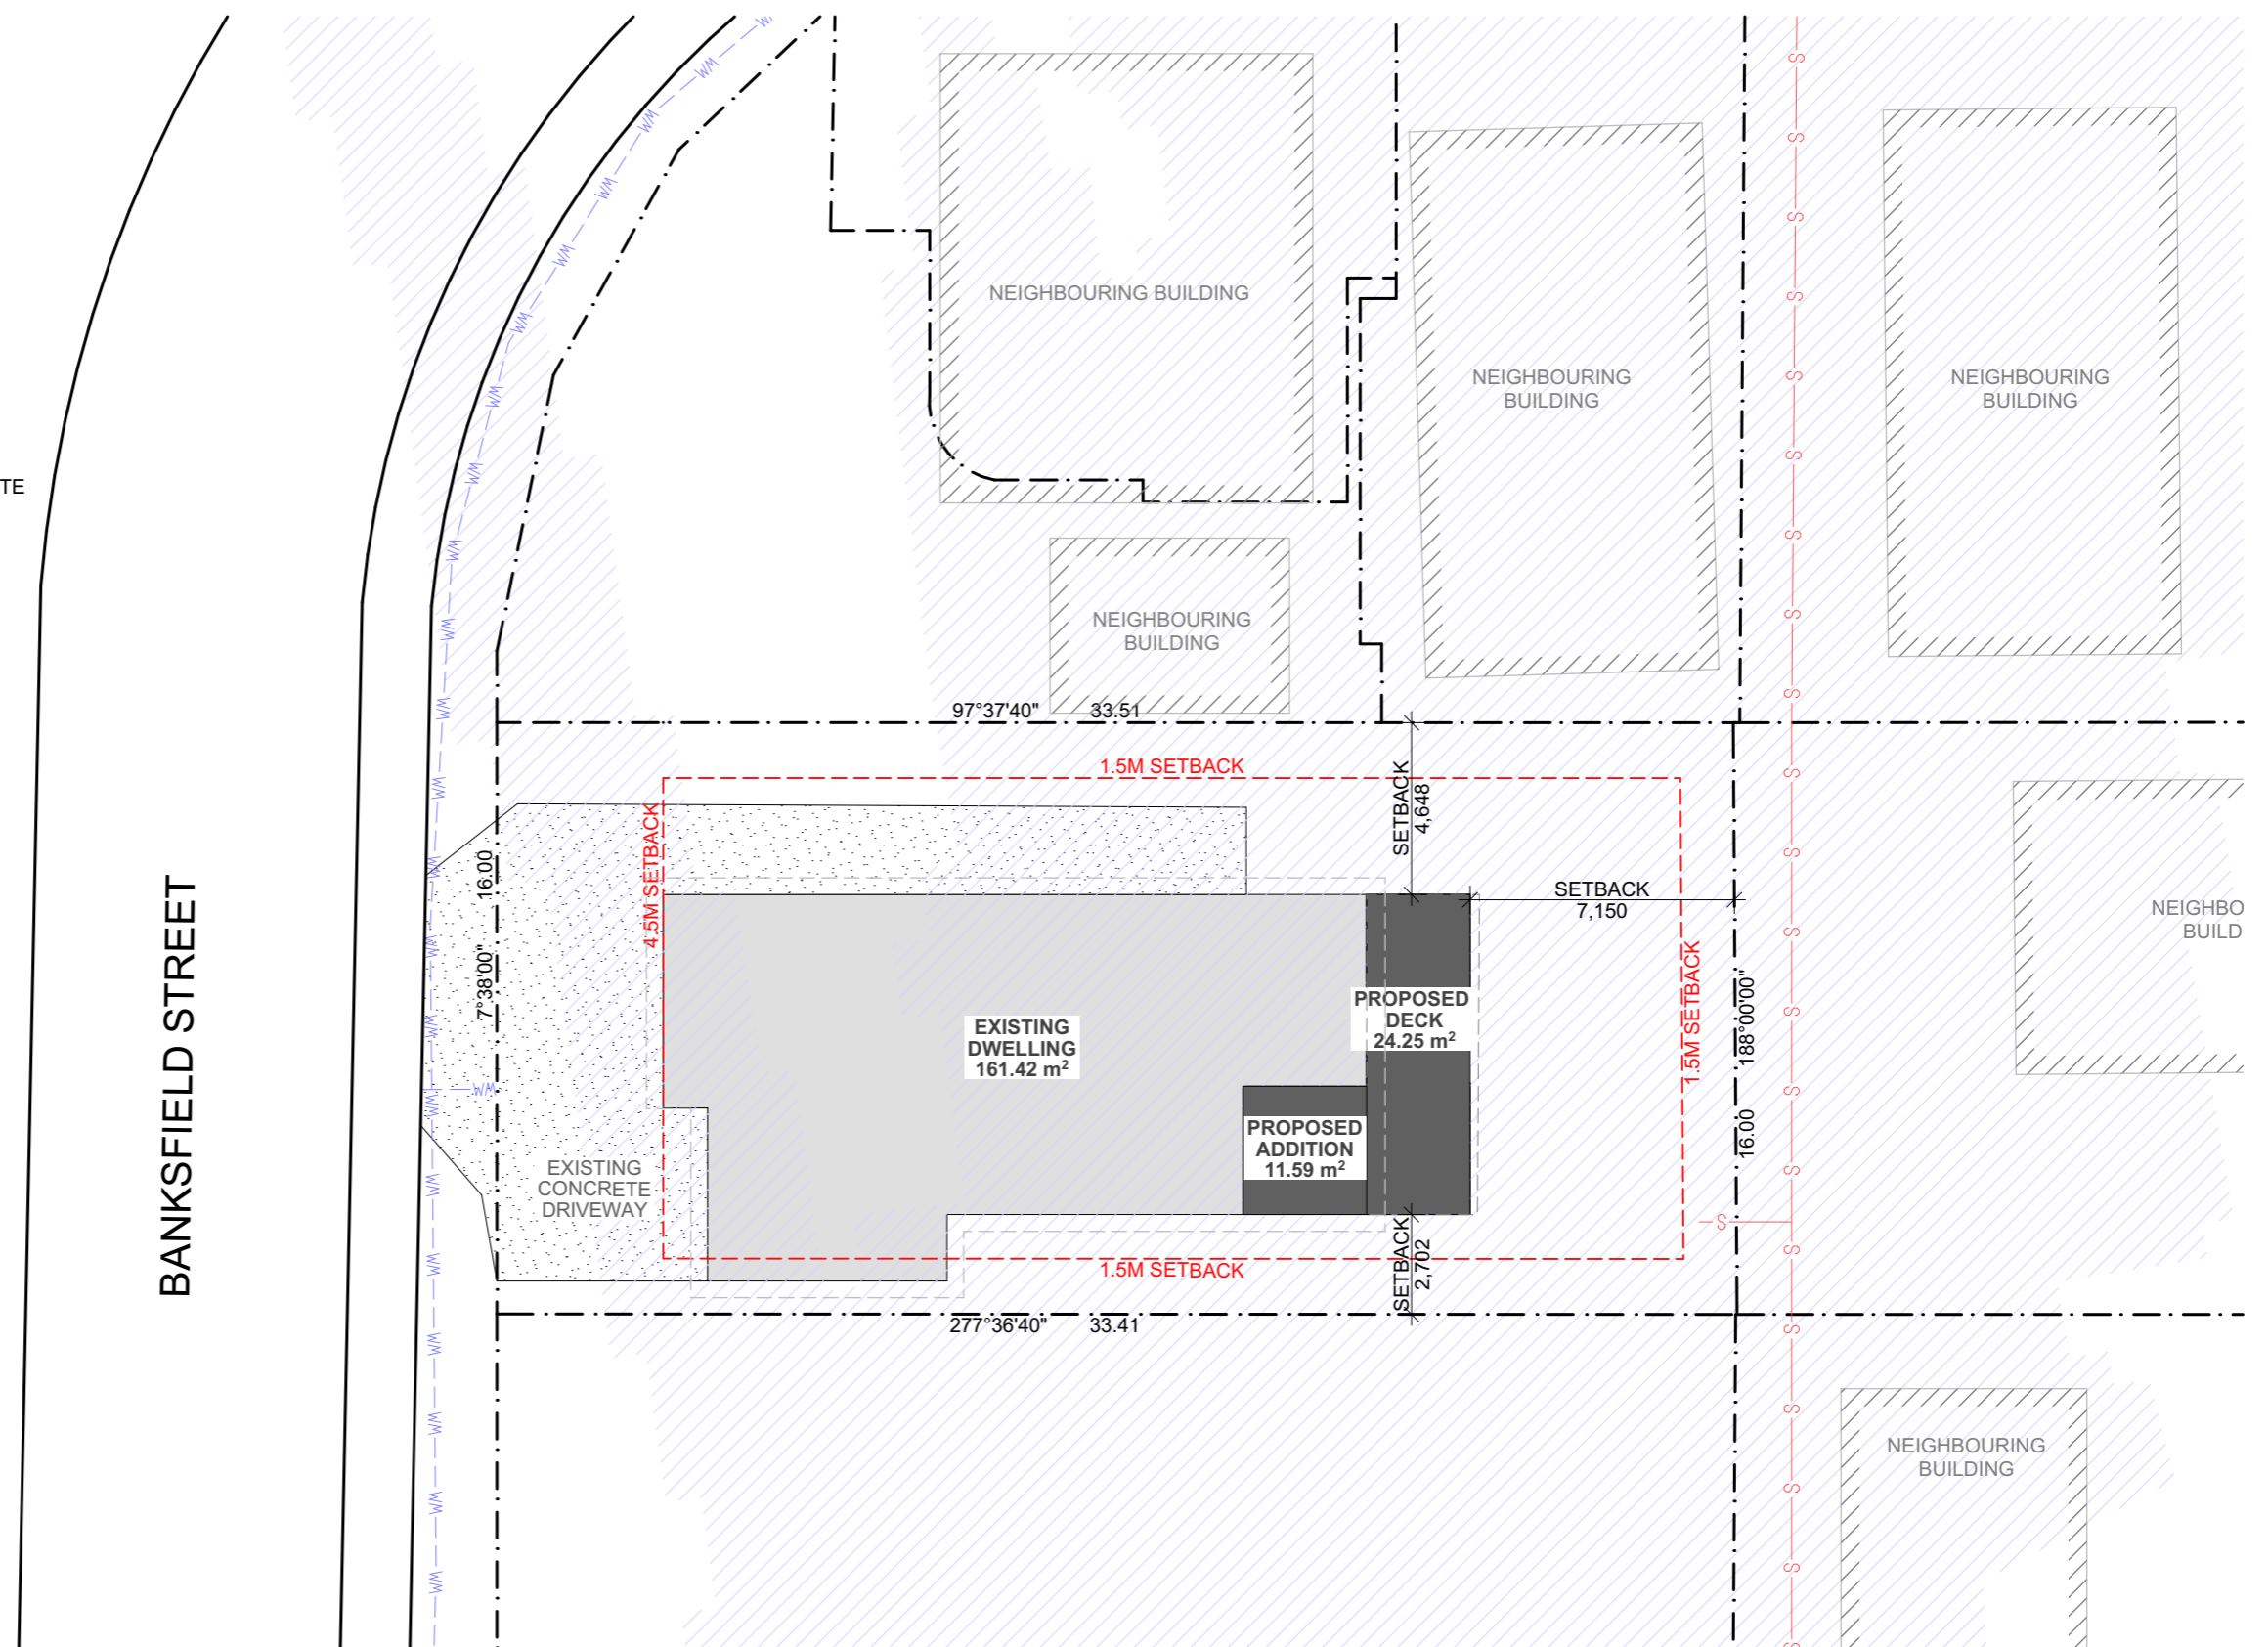 NEIGHBOURING BUILDING
NEIGHBOURING
BUILDING
NEIGHBOURING
BUILDING
TE
NEIGHBOURING
BUILDING
97°37'40" 33.51
1.5M SETBACK
SETBACK
4,648
4.5M SETBACK
16.00
7°38'00"
SETBACK
7,150
NEIGHBO
BUILD
BANKSFIELD STREET
EXISTING
DWELLING
161.42 m²
PROPOSED
DECK
24.25 m²
1.5M SETBACK
188°00'00"
16.00
PROPOSED
ADDITION
11.59 m²
EXISTING
CONCRETE
DRIVEWAY
SETBACK
2,702
1.5M SETBACK
277°36'40" 33.41
NEIGHBOURING
BUILDING
WM
S